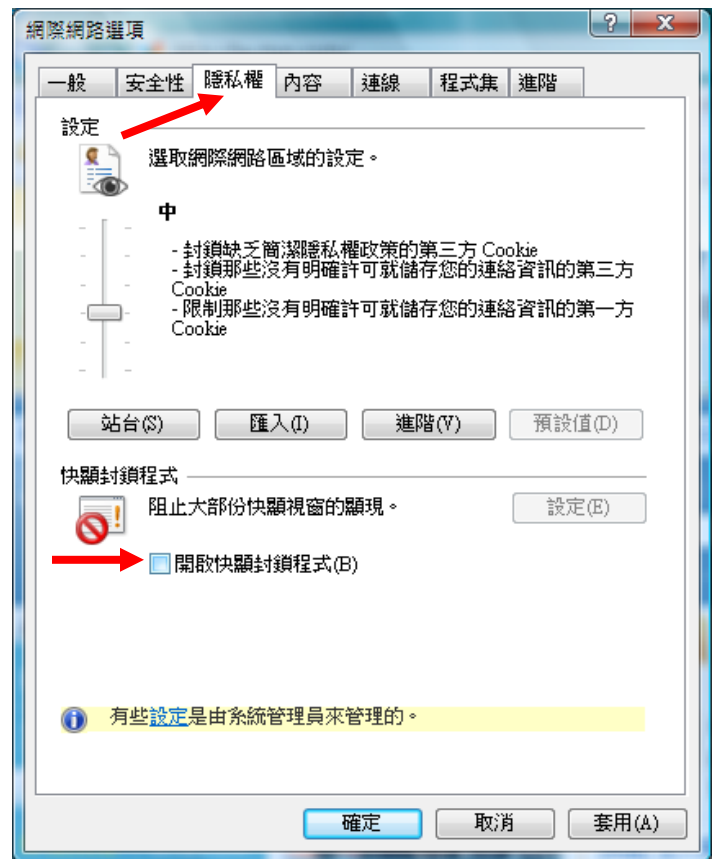 網際網路選項
一般 安全性 隱私權 內容 連線 程式集 進階
設定
選取網際網路區域的設定。
中
- 封鎖缺乏簡潔隱私權政策的第三方 Cookie
- 封鎖那些沒有明確許可就儲存您的連絡資訊的第三方
Cookie
- 限制那些沒有明確許可就儲存您的連絡資訊的第一方
Cookie
站台(S) 匯入(I) 進階(V) 預設值(D)
快顯封鎖程式
阻止大部份快顯視窗的顯現。 設定(E)
開啟快顯封鎖程式(B)
有些設定是由系統管理員來管理的。
確定 取消 套用(A)